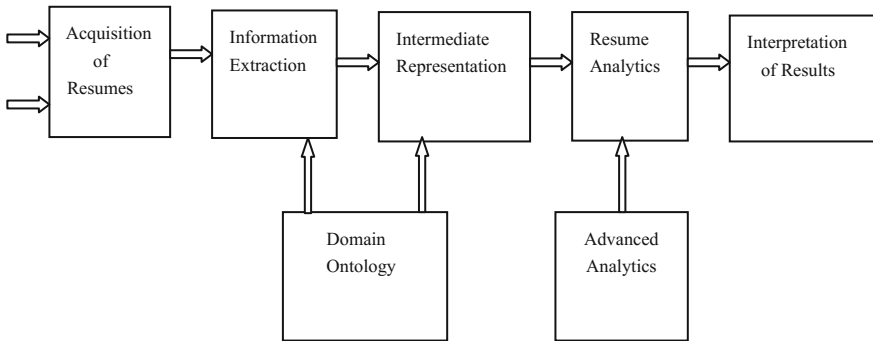 Acquisition
of
Resumes
Information
Extraction
Intermediate
Representation
Resume
Analytics
Interpretation
of Results
Domain
Ontology
Advanced
Analytics